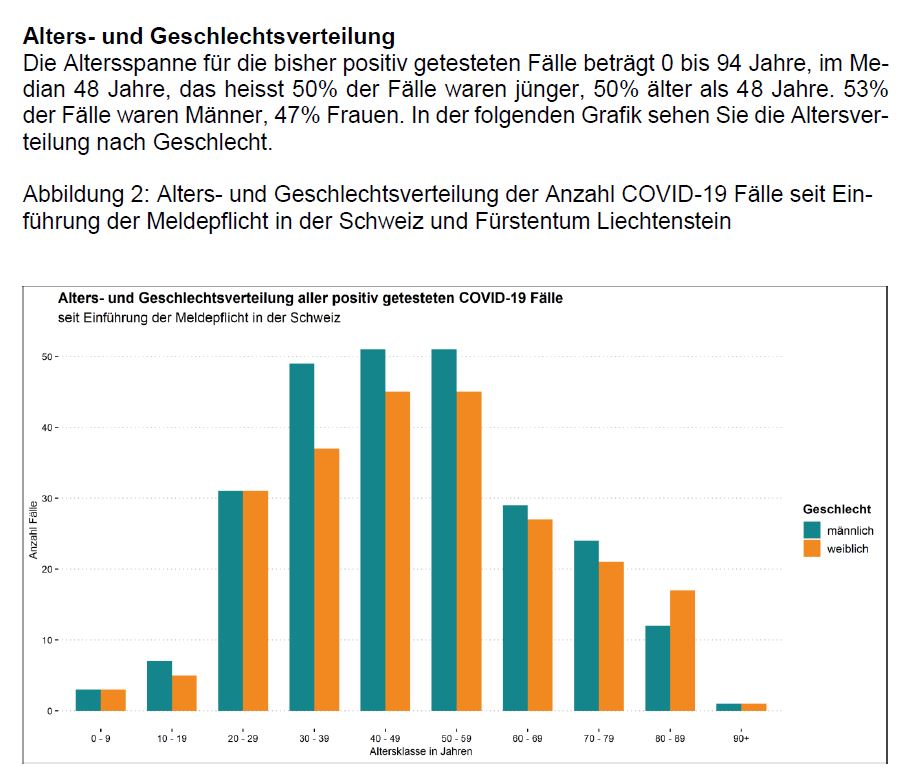 Alters- und Geschlechtsverteilung
Die Altersspanne für die bisher positiv getesteten Fälle beträgt 0 bis 94 Jahre, im Me-
dian 48 Jahre, das heisst 50% der Fälle waren jünger, 50% älter als 48 Jahre. 53%
der Fälle waren Männer, 47% Frauen. In der folgenden Grafik sehen Sie die Altersver-
teilung nach Geschlecht.
Abbildung 2: Alters- und Geschlechtsverteilung der Anzahl COVID-19 Fälle seit Ein-
führung der Meldepflicht in der Schweiz und Fürstentum Liechtenstein
Alters- und Geschlechtsverteilung aller positiv getesteten COVID-19 Fälle
seit Einführung der Meldepflicht in der Schweiz
50
40
30
20
10
0
Anzahl Fälle
0 - 9 10 - 19 20 - 29 30 - 39 40 - 49 50 - 59 60 - 69 70 - 79 80 - 89 90+
Altersklasse in Jahren
Geschlecht
männlich
weiblich